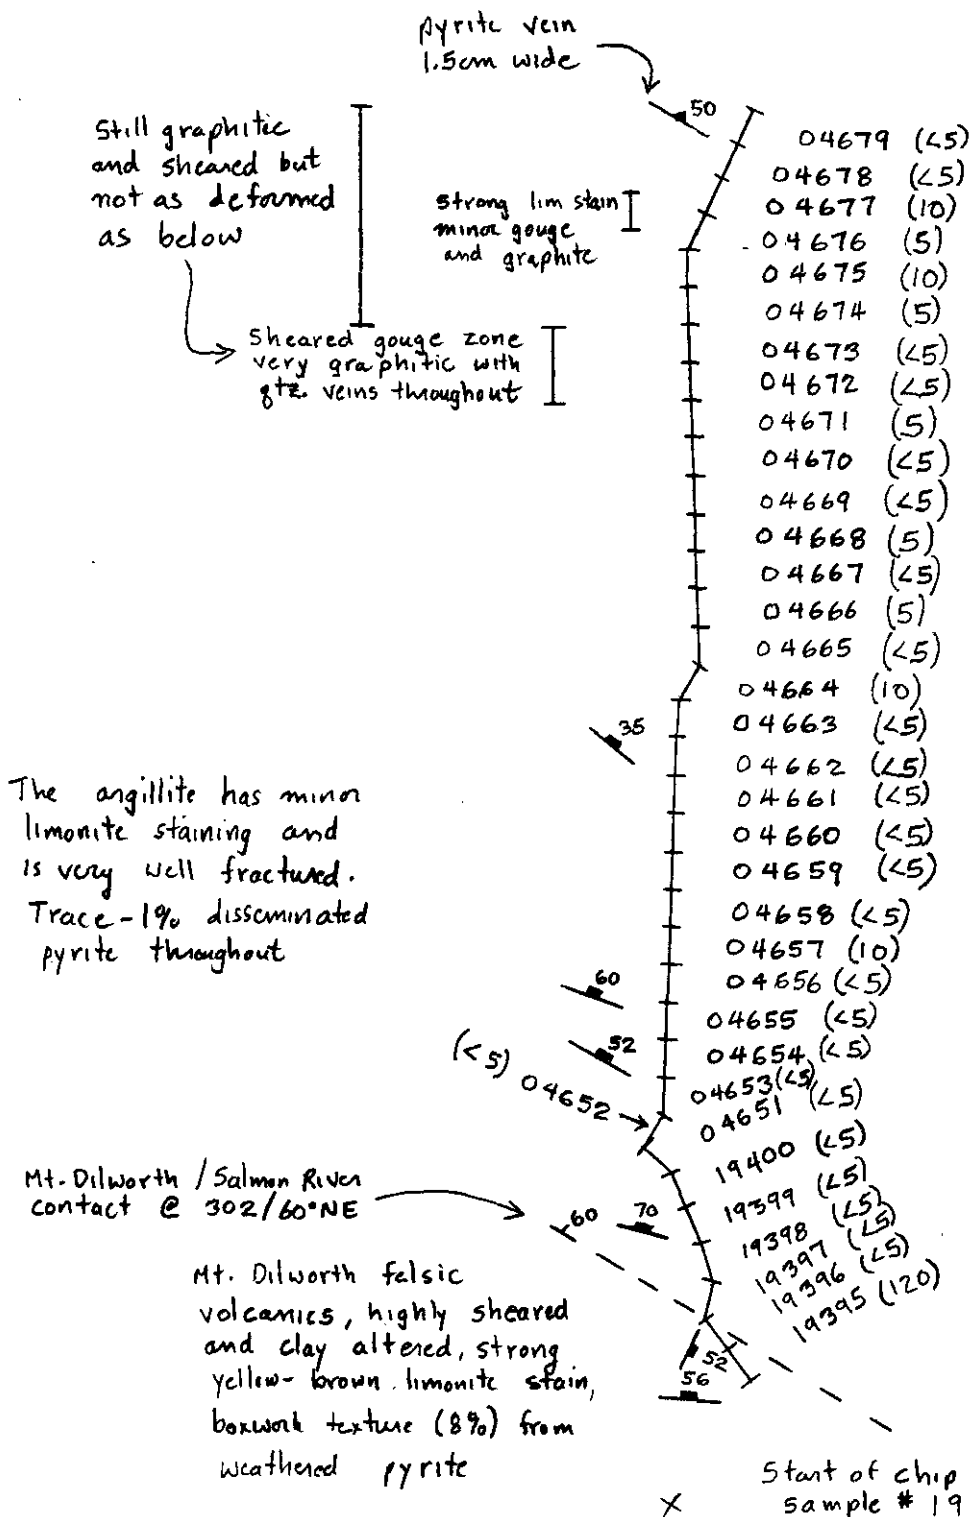 pyrite vein
1.5cm wide
50
Still graphitic
and sheared but
not as deformed
as below
Strong lim stain
minor gouge
and graphite
Sheared gouge zone
very graphitic with
qtz. veins throughout
04679 (<5)
04678 (<5)
04677 (10)
04676 (5)
04675 (10)
04674 (5)
04673 (<5)
04672 (<5)
04671 (5)
04670 (<5)
04669 (<5)
04668 (5)
04667 (<5)
04666 (5)
04665 (<5)
04664 (10)
35
04663 (<5)
04662 (<5)
04661 (<5)
04660 (<5)
04659 (<5)
04658 (<5)
04657 (10)
04656 (<5)
The argillite has minor
limonite staining and
is very well fractured.
Trace-1% disseminated
pyrite throughout
60
04655 (<5)
52
04654 (<5)
04653 (<5)
(<5) 04652
04651 (<5)
19400 (<5)
19399 (<5)
19398 (<5)
19397 (<5)
19396 (<5)
19395 (120)
Mt. Dilworth / Salmon River
contact @ 302/60°NE
60
70
Mt. Dilworth felsic
volcanics, highly sheared
and clay altered, strong
yellow-brown limonite stain,
boxwork texture (8%) from
weathered pyrite
52
56
Start of chip
sample # 19
X